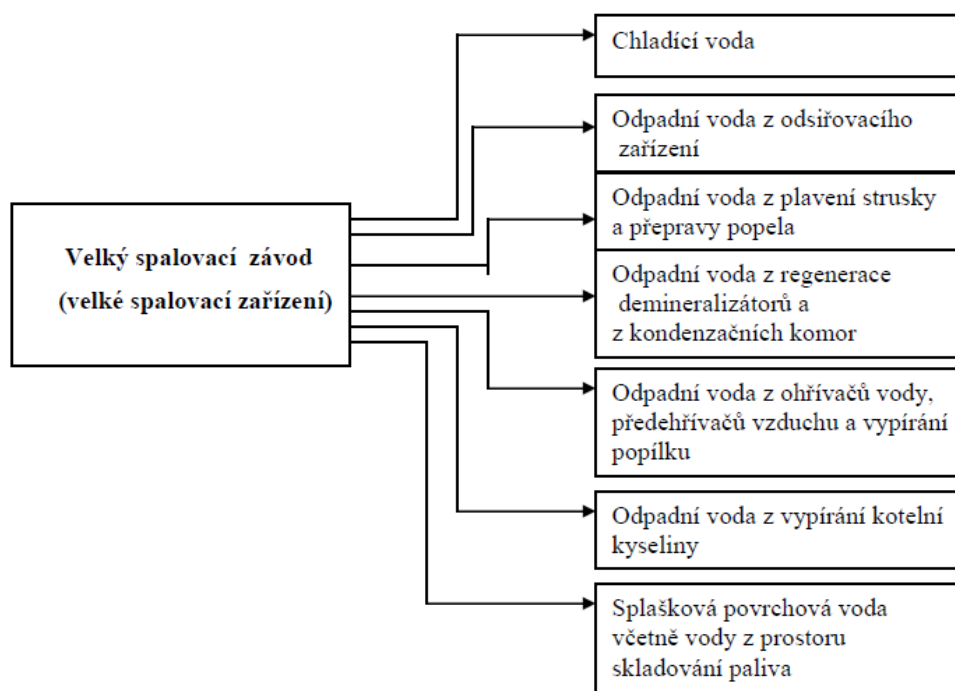 Chladící voda
Odpadní voda z odsiřovacího
zařízení
Odpadní voda z plavení strusky
a přepravy popela
Velký spalovací závod
(velké spalovací zařízení)
Odpadní voda z regenerace
demineralizátorů a
z kondenzačních komor
Odpadní voda z ohřívačů vody,
předehřívačů vzduchu a vypírání
popílku
Odpadní voda z vypírání kotelní
kyseliny
Splašková povrchová voda
včetně vody z prostoru
skladování paliva